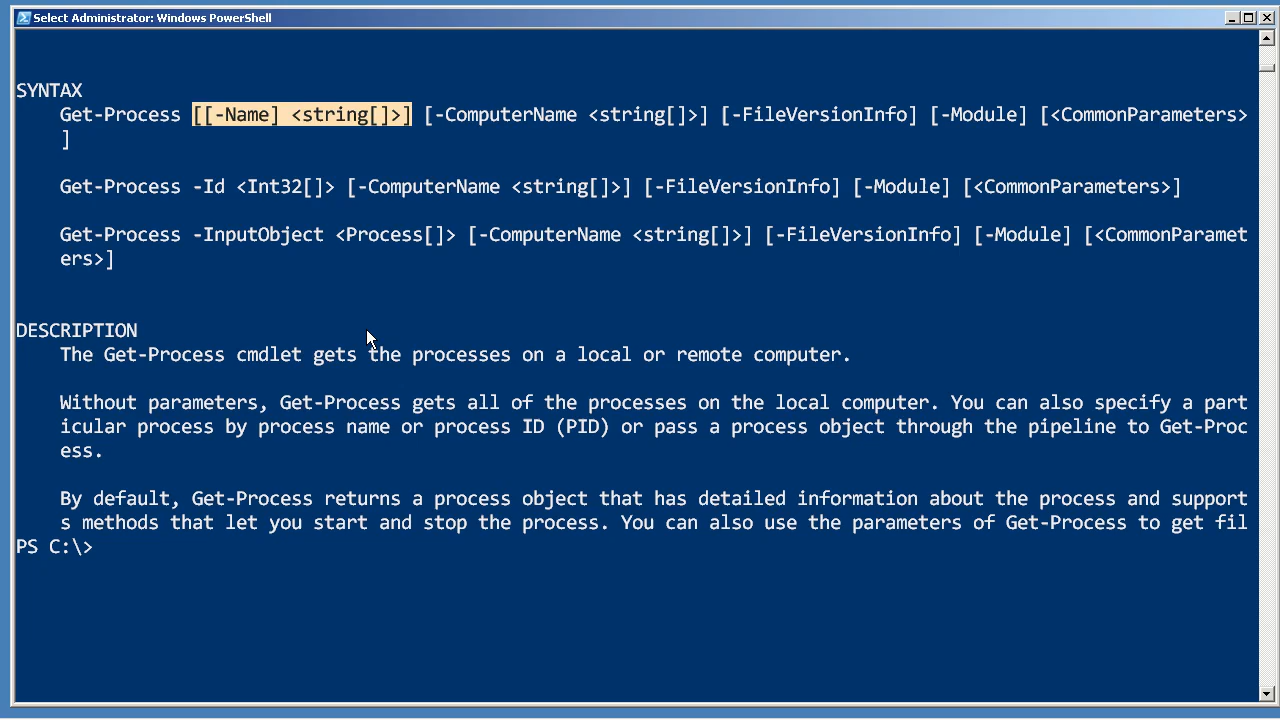 Select Administrator: Windows PowerShell
SYNTAX
Get-Process [[-Name] <string[]>] [-ComputerName <string[]>] [-FileVersionInfo] [-Module] [<CommonParameters>
]
Get-Process -Id <Int32[]> [-ComputerName <string[]>] [-FileVersionInfo] [-Module] [<CommonParameters>]
Get-Process -InputObject <Process[]> [-ComputerName <string[]>] [-FileVersionInfo] [-Module] [<CommonParamet
ers>]
DESCRIPTION
The Get-Process cmdlet gets the processes on a local or remote computer.
Without parameters, Get-Process gets all of the processes on the local computer. You can also specify a part
icular process by process name or process ID (PID) or pass a process object through the pipeline to Get-Proc
ess.
By default, Get-Process returns a process object that has detailed information about the process and support
s methods that let you start and stop the process. You can also use the parameters of Get-Process to get fil
PS C:\>